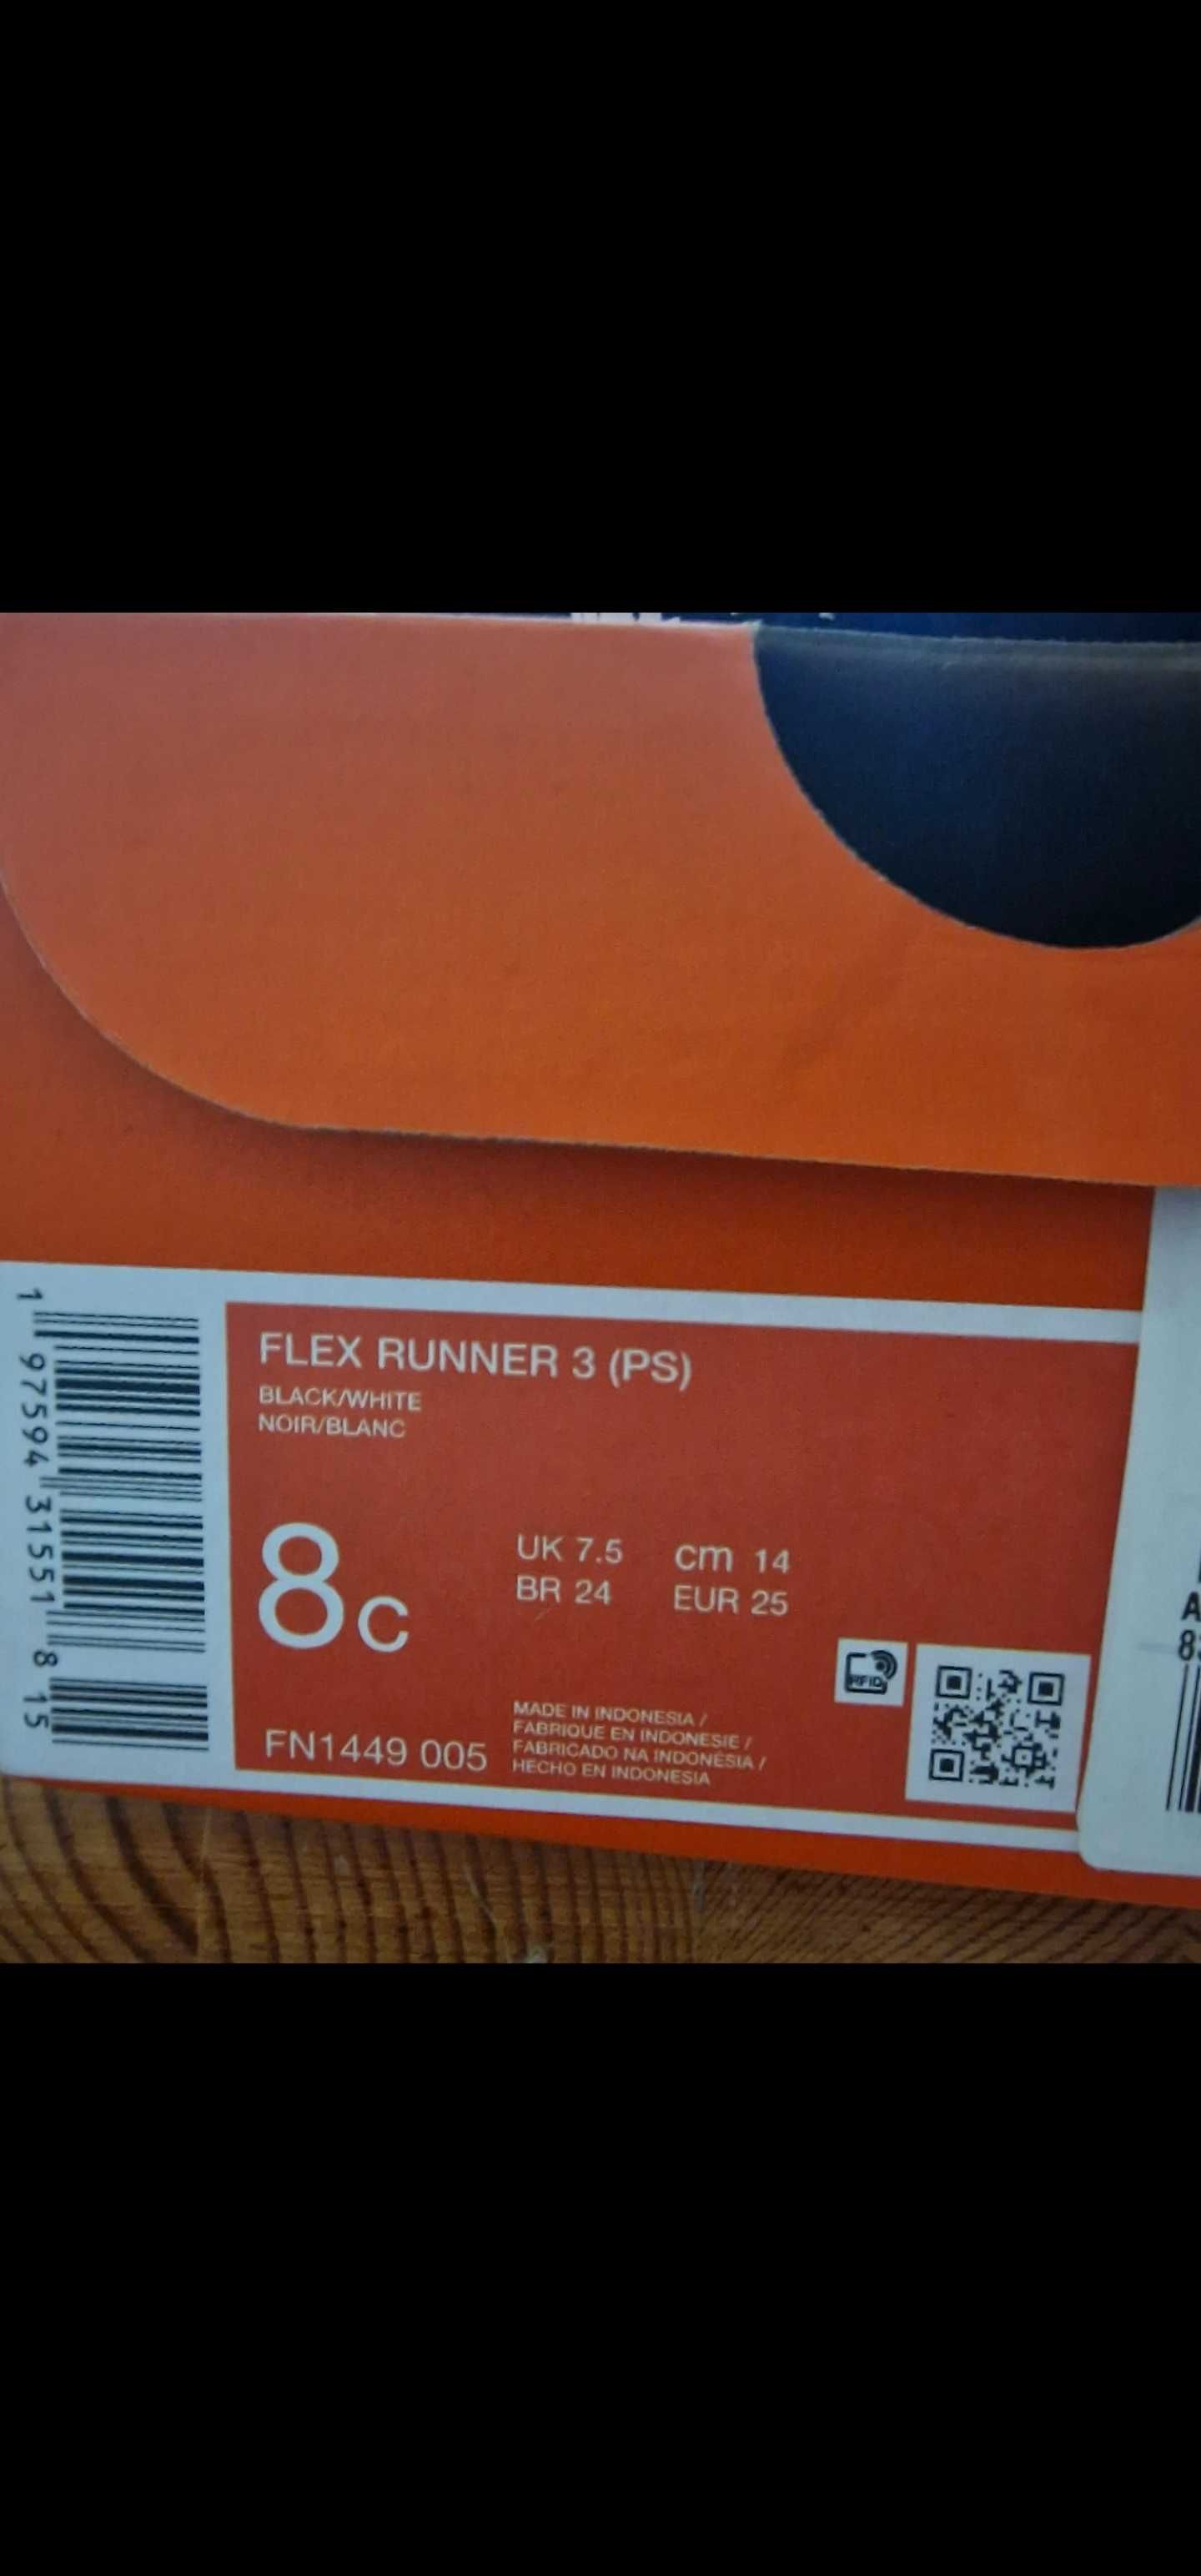 FLEX RUNNER 3 (PS)
BLACK/WHITE
NOIR/BLANC
8C
UK 7.5 cm 14
BR 24 EUR 25
RFID
MADE IN INDONESIA /
FABRIQUE EN INDONESIE /
FABRICADO NA INDONÉSIA /
HECHO EN INDONESIA
FN1449 005
1 97594 31551 8 15
A